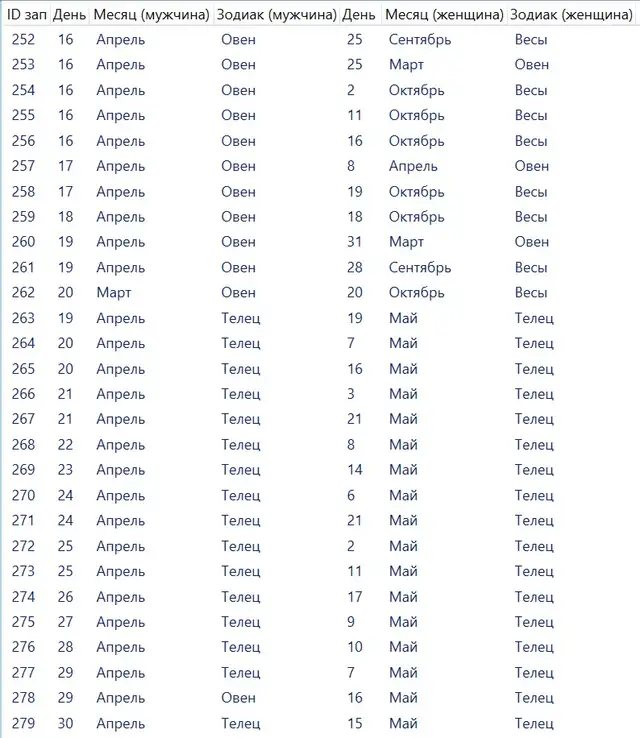 ID зап День Месяц (мужчина) Зодиак (мужчина) День Месяц (женщина) Зодиак (женщина)
252 16 Апрель Овен 25 Сентябрь Весы
253 16 Апрель Овен 25 Март Овен
254 16 Апрель Овен 2 Октябрь Весы
255 16 Апрель Овен 11 Октябрь Весы
256 16 Апрель Овен 16 Октябрь Весы
257 17 Апрель Овен 8 Апрель Овен
258 17 Апрель Овен 19 Октябрь Весы
259 18 Апрель Овен 18 Октябрь Весы
260 19 Апрель Овен 31 Март Овен
261 19 Апрель Овен 28 Сентябрь Весы
262 20 Март Овен 20 Октябрь Весы
263 19 Апрель Телец 19 Май Телец
264 20 Апрель Телец 7 Май Телец
265 20 Апрель Телец 16 Май Телец
266 21 Апрель Телец 3 Май Телец
267 21 Апрель Телец 21 Май Телец
268 22 Апрель Телец 8 Май Телец
269 23 Апрель Телец 14 Май Телец
270 24 Апрель Телец 6 Май Телец
271 24 Апрель Телец 21 Май Телец
272 25 Апрель Телец 2 Май Телец
273 25 Апрель Телец 11 Май Телец
274 26 Апрель Телец 17 Май Телец
275 27 Апрель Телец 9 Май Телец
276 28 Апрель Телец 10 Май Телец
277 29 Апрель Телец 7 Май Телец
278 29 Апрель Овен 16 Май Телец
279 30 Апрель Телец 15 Май Телец